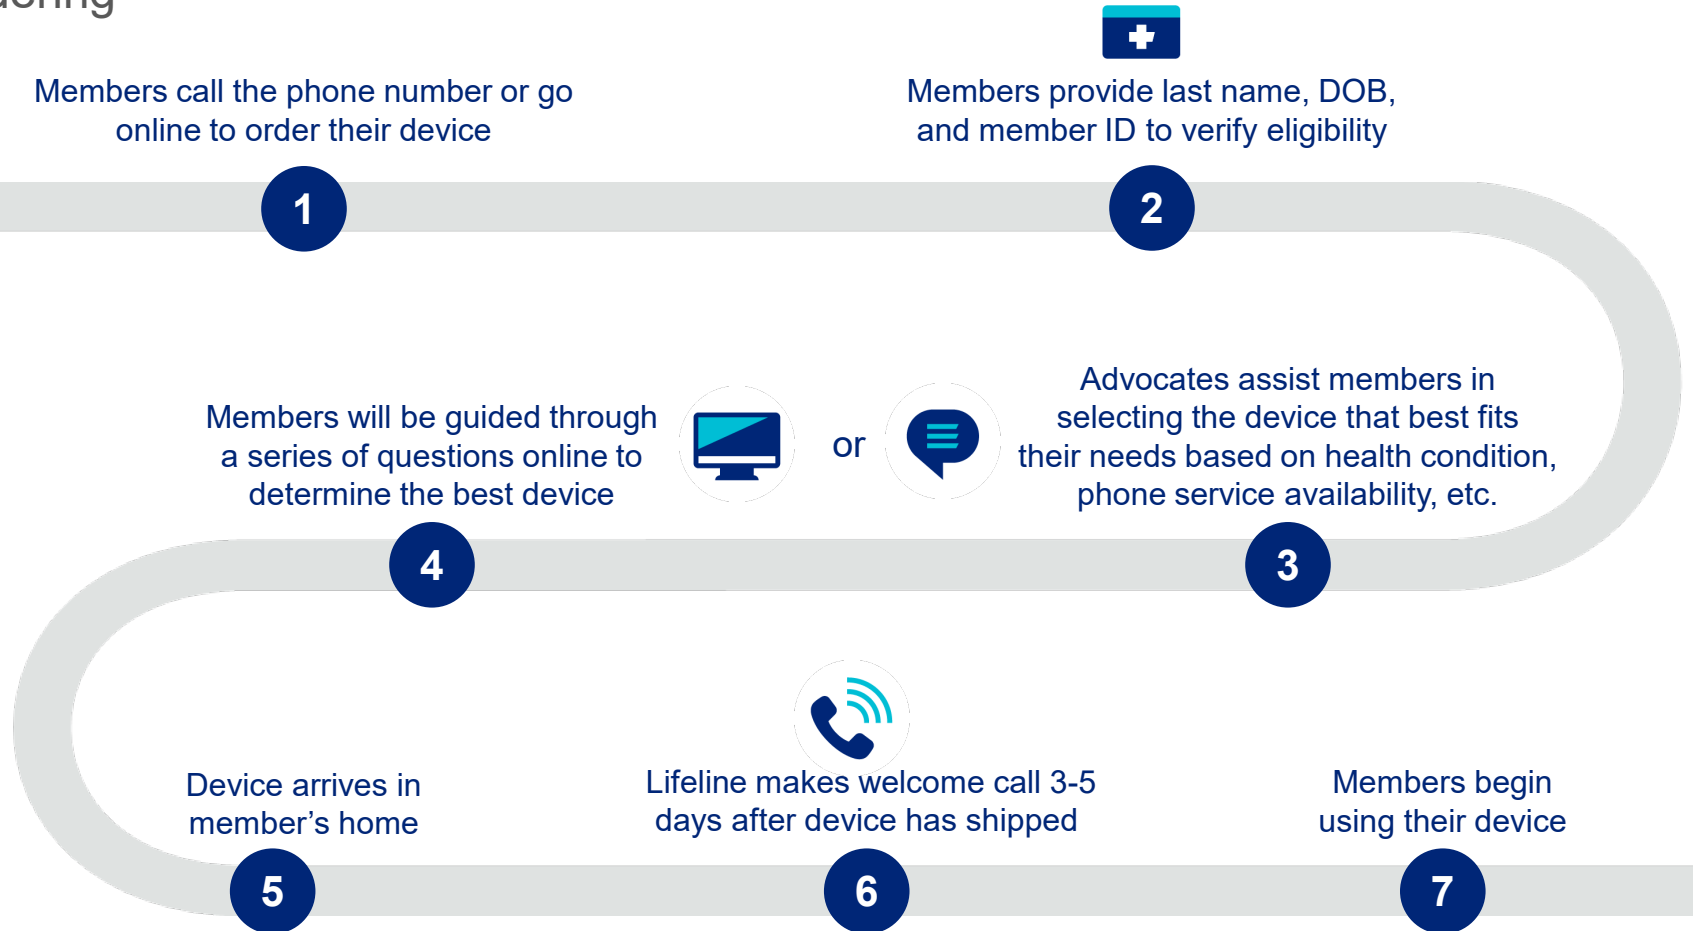 Members call the phone number or go
online to order their device
1
Members provide last name, DOB,
and member ID to verify eligibility
2
Advocates assist members in
selecting the device that best fits
their needs based on health condition,
phone service availability, etc.
3
or
Members will be guided through
a series of questions online to
determine the best device
4
Device arrives in
member’s home
5
Lifeline makes welcome call 3-5
days after device has shipped
6
Members begin
using their device
7